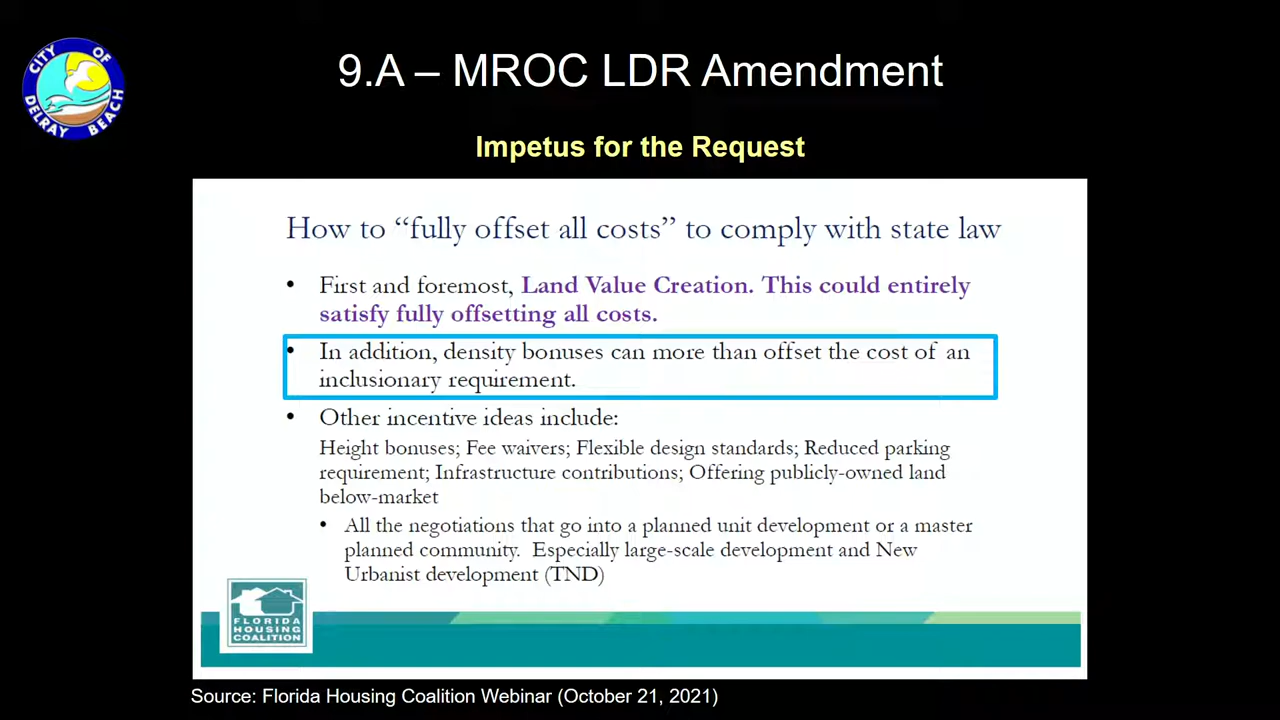 CITY OF
DELRAY BEACH
9.A – MROC LDR Amendment
Impetus for the Request
How to “fully offset all costs” to comply with state law
• First and foremost, Land Value Creation. This could entirely
satisfy fully offsetting all costs.
• In addition, density bonuses can more than offset the cost of an
inclusionary requirement.
• Other incentive ideas include:
Height bonuses; Fee waivers; Flexible design standards; Reduced parking
requirement; Infrastructure contributions; Offering publicly-owned land
below-market
• All the negotiations that go into a planned unit development or a master
planned community. Especially large-scale development and New
Urbanist development (TND)
FLORIDA
HOUSING
COALITION
Source: Florida Housing Coalition Webinar (October 21, 2021)